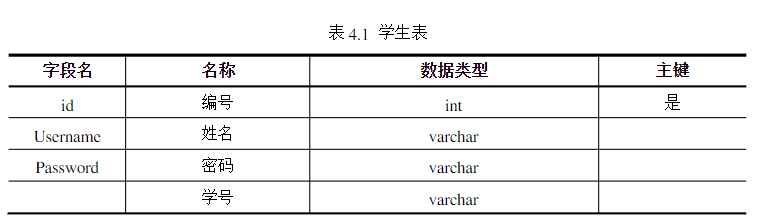 表 4.1 学生表
字段名 名称 数据类型 主键
id 编号 int 是
Username 姓名 varchar
Password 密码 varchar
学号 varchar